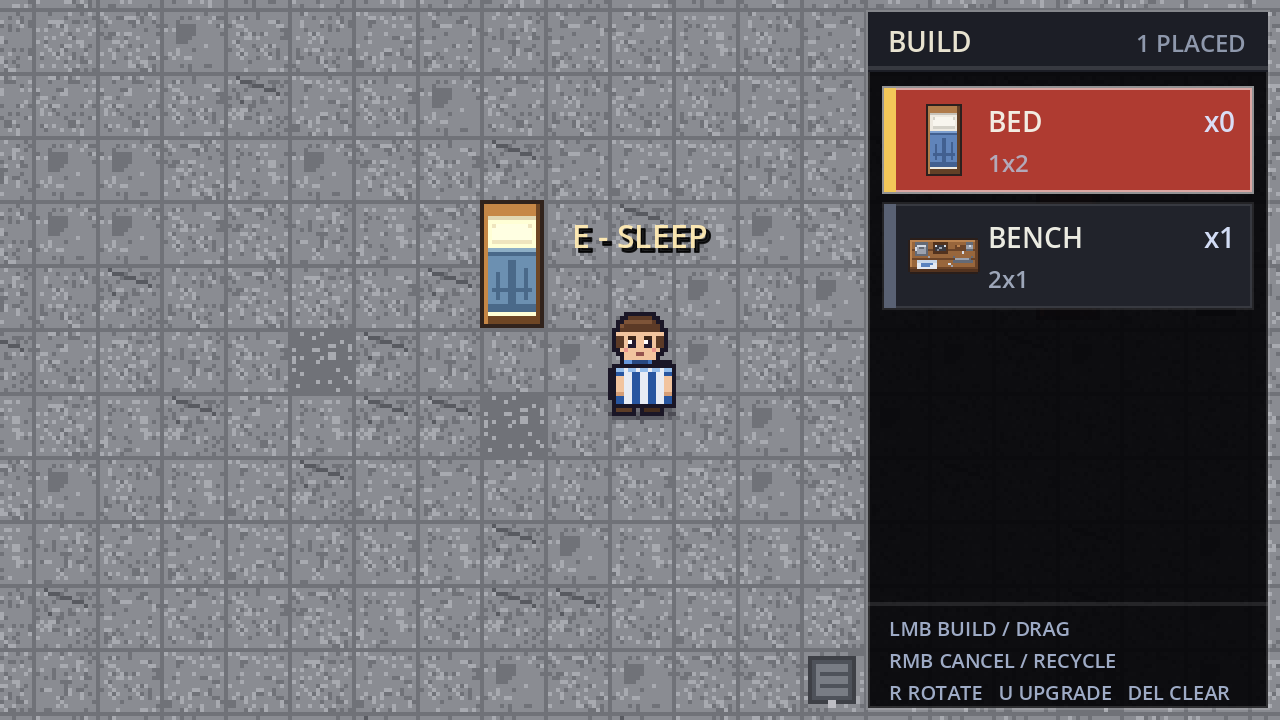 BUILD 1 PLACED
BED x0
1x2
E - SLEEP
BENCH x1
2x1
LMB BUILD / DRAG
RMB CANCEL / RECYCLE
R ROTATE U UPGRADE DEL CLEAR